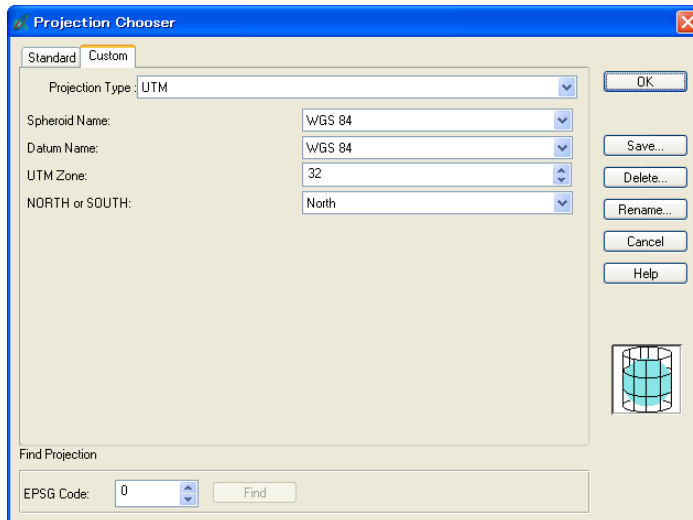 Projection Chooser
Standard Custom
Projection Type : UTM
OK
Spheroid Name: WGS 84
Datum Name: WGS 84
Save...
UTM Zone: 32
Delete...
NORTH or SOUTH: North
Rename...
Cancel
Help
Find Projection
EPSG Code: 0 Find